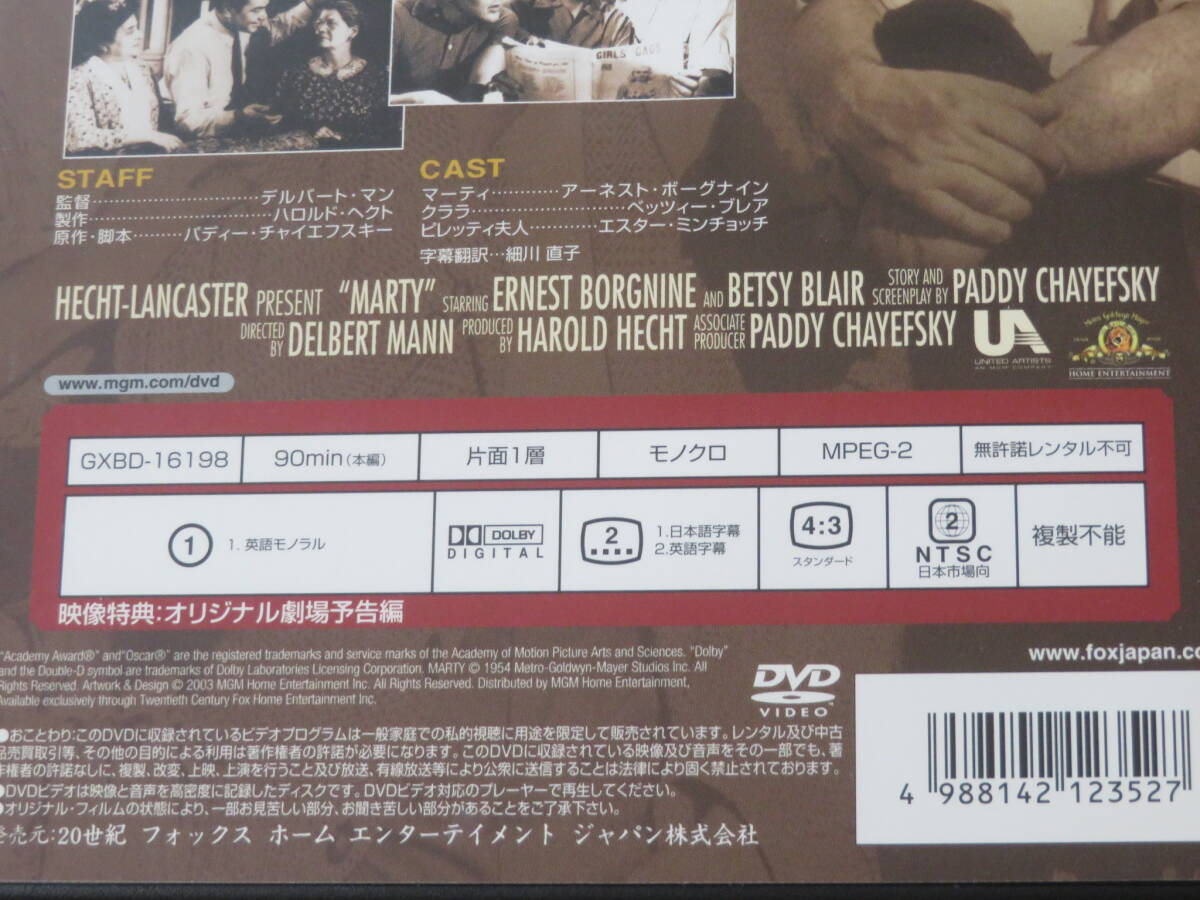 GIRLS GAGS
STAFF
監督…………………………デルバート・マン
製作……………………………ハロルド・ヘクト
原作・脚本………パディー・チャイエフスキー
CAST
マーティ…………アーネスト・ボーグナイン
クララ…………………………ベッツィー・ブレア
ピレッティ夫人…………エスター・ミンチョッチ
字幕翻訳…細川 直子
HECHT-LANCASTER PRESENT "MARTY" STARRING ERNEST BORGNINE AND BETSY BLAIR STORY AND SCREENPLAY BY PADDY CHAYEFSKY
DIRECTED BY DELBERT MANN PRODUCED BY HAROLD HECHT ASSOCIATE PRODUCER PADDY CHAYEFSKY
UA
UNITED ARTISTS
AN MGM COMPANY
Metro Goldwyn Mayer
HOME ENTERTAINMENT
www.mgm.com/dvd
GXBD-16198
90min(本編)
片面1層
モノクロ
MPEG-2
無許諾レンタル不可
1
1. 英語モノラル
DOLBY
DIGITAL
2
1.日本語字幕
2.英語字幕
4:3
スタンダード
2
NTSC
日本市場向
複製不能
映像特典:オリジナル劇場予告編
"Academy Award®" and "Oscar®" are the registered trademarks and service marks of the Academy of Motion Picture Arts and Sciences. "Dolby"
and the Double-D symbol are trademarks of Dolby Laboratories Licensing Corporation. MARTY © 1954 Metro-Goldwyn-Mayer Studios Inc. All
Rights Reserved. Artwork & Design © 2003 MGM Home Entertainment Inc. All Rights Reserved. Distributed by MGM Home Entertainment,
Available exclusively through Twentieth Century Fox Home Entertainment Inc.
DVD
VIDEO
www.foxjapan.co
●おことわり:このDVDに収録されているビデオプログラムは一般家庭での私的視聴に用途を限定して販売されています。レンタル及び中古
品売買取引等、その他の目的による利用は著作権者の許諾が必要になります。このDVDに収録されている映像及び音声をその一部でも、著
作権者の許諾なしに、複製、改変、上映、上演を行うこと及び放送、有線放送等により公衆に送信することは法律により固く禁止されております。
●DVDビデオは映像と音声を高密度に記録したディスクです。DVDビデオ対応のプレーヤーで再生してください。
●オリジナル・フィルムの状態により、一部お見苦しい部分、お聞き苦しい部分があることをご了承下さい。
発売元:20世紀 フォックス ホーム エンターテイメント ジャパン株式会社
4 988142 123527